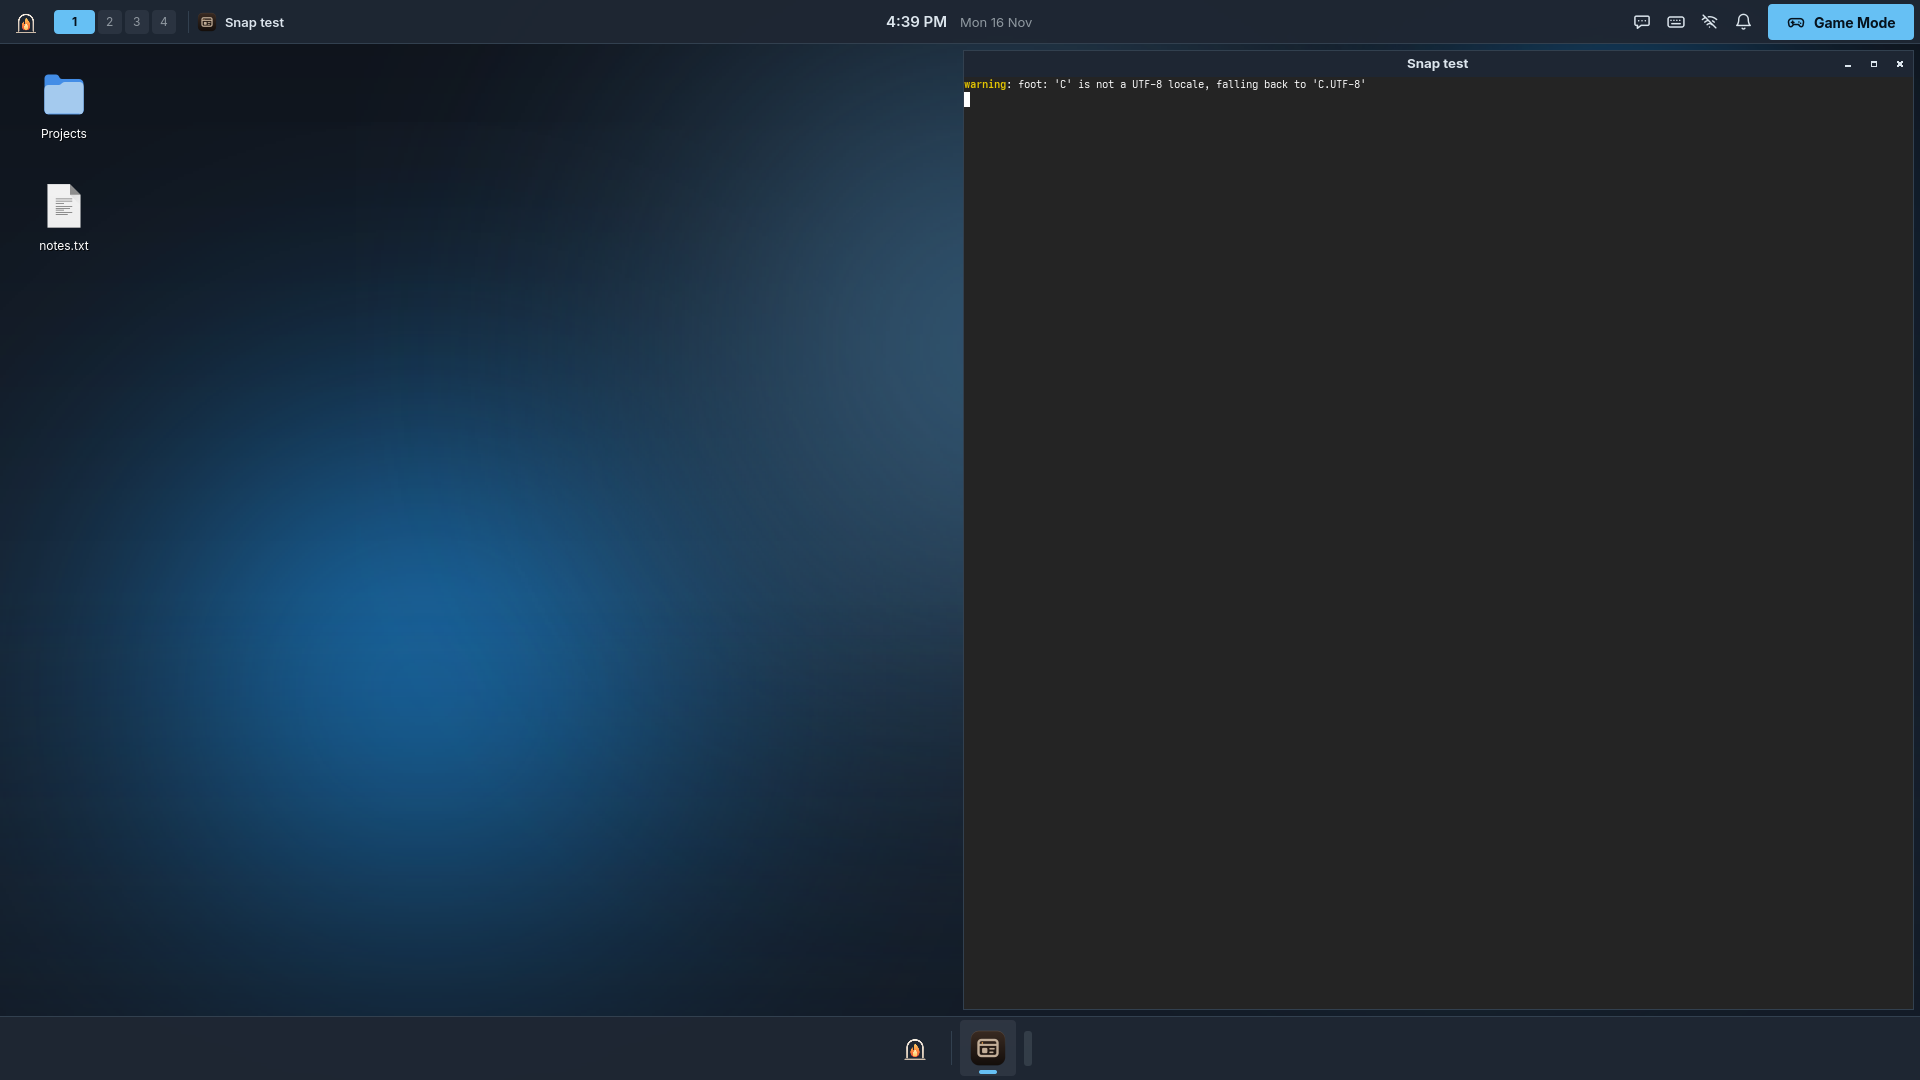 1 2 3 4 Snap test 4:39 PM Mon 16 Nov Game Mode
Snap test
warning: foot: 'C' is not a UTF-8 locale, falling back to 'C.UTF-8'
Projects
notes.txt